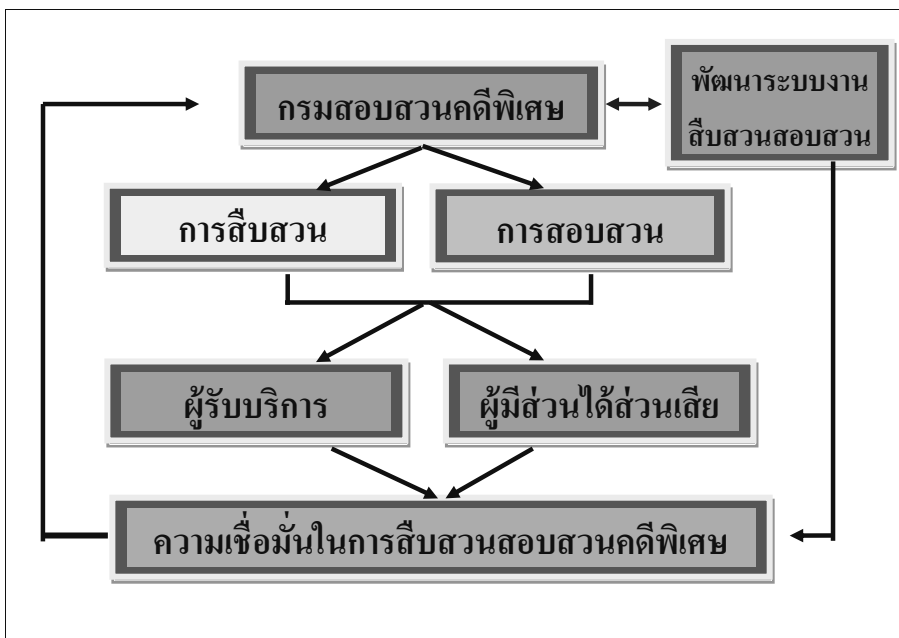 กรมสอบสวนคดีพิเศษ
พัฒนาระบบงาน
สืบสวนสอบสวน
การสืบสวน
การสอบสวน
ผู้รับบริการ
ผู้มีส่วนได้ส่วนเสีย
ความเชื่อมั่นในการสืบสวนสอบสวนคดีพิเศษ